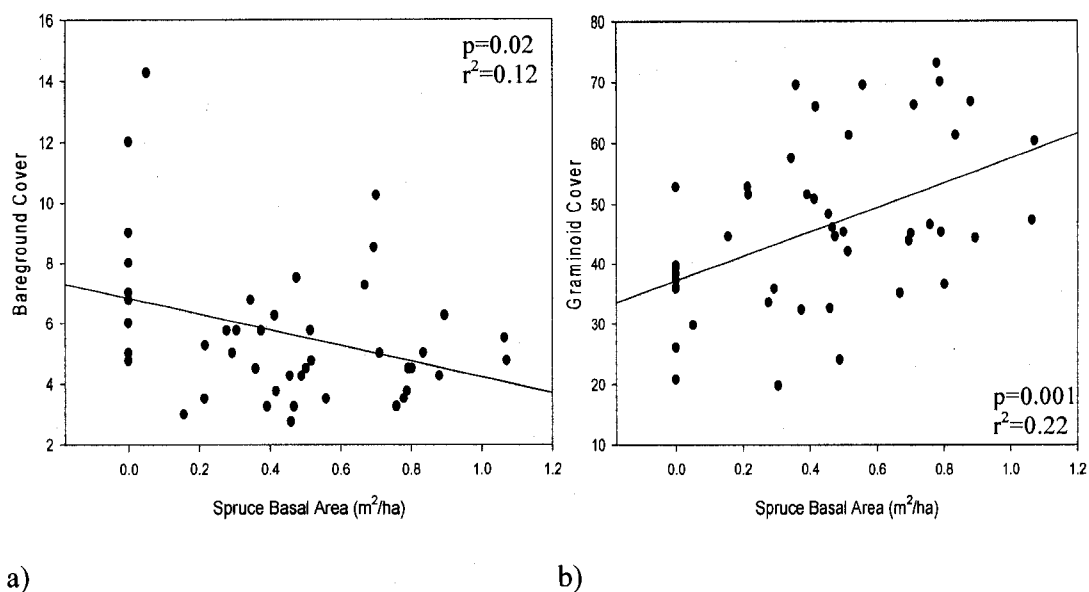 16
14
12
10
8
6
4
2
Bareground Cover
p=0.02
r²=0.12
0.0 0.2 0.4 0.6 0.8 1.0 1.2
Spruce Basal Area (m²/ha)
a)
80
70
60
50
40
30
20
10
Graminoid Cover
p=0.001
r²=0.22
0.0 0.2 0.4 0.6 0.8 1.0 1.2
Spruce Basal Area (m²/ha)
b)